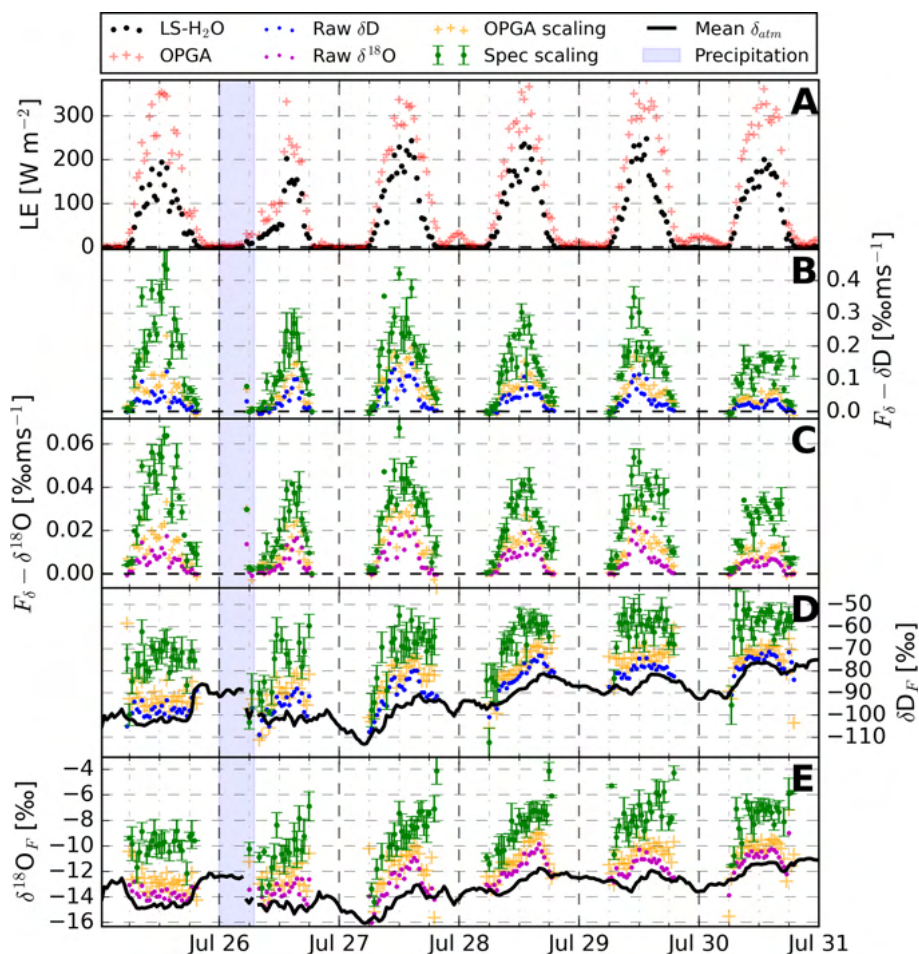 LS-H₂O Raw δD OPGA scaling Mean δ_atm
OPGA Raw δ¹⁸O Spec scaling Precipitation
A
LE [W m⁻²]
300
200
100
0
B
F_δ − δD [‰ms⁻¹]
0.4
0.3
0.2
0.1
0.0
C
F_δ − δ¹⁸O [‰ms⁻¹]
0.06
0.04
0.02
0.00
D
δD_F [‰]
−50
−60
−70
−80
−90
−100
−110
E
δ¹⁸O_F [‰]
−4
−6
−8
−10
−12
−14
−16
Jul 26 Jul 27 Jul 28 Jul 29 Jul 30 Jul 31